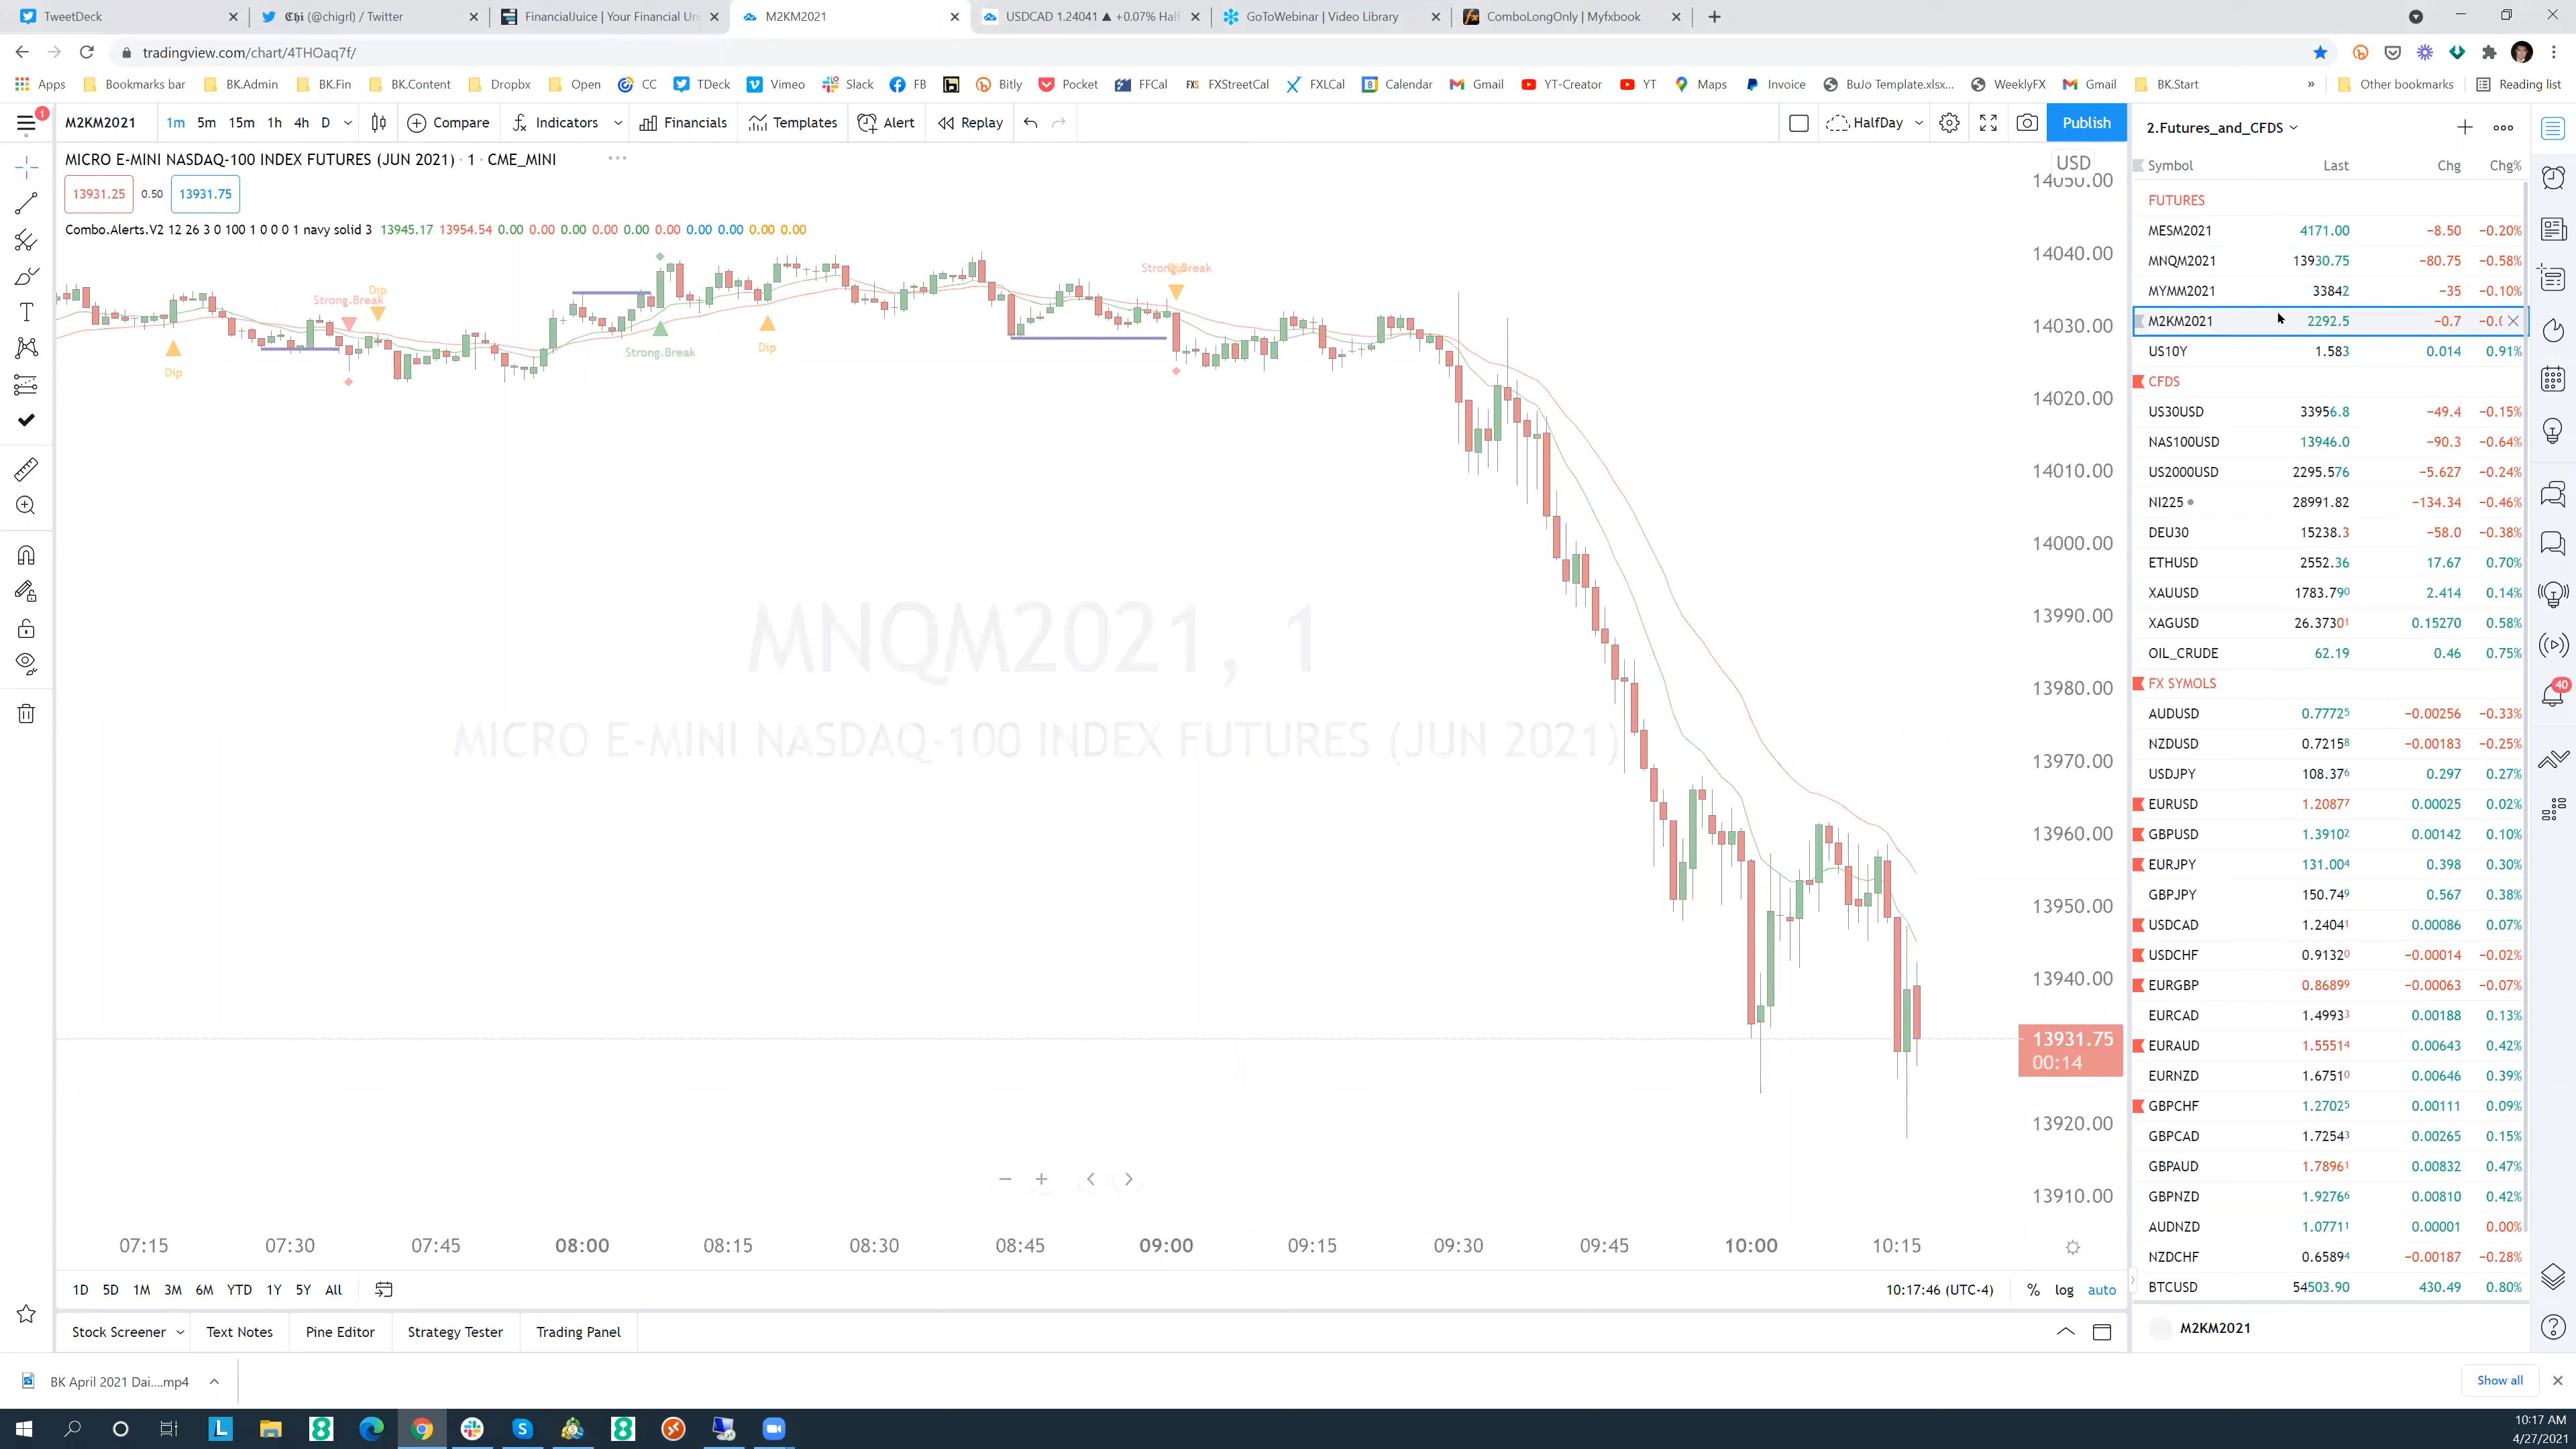 TweetDeck
Chi (@chigrl) / Twitter
FinancialJuice | Your Financial Un
M2KM2021
USDCAD 1.24041 ▲ +0.07% Half
GoToWebinar | Video Library
ComboLongOnly | Myfxbook
tradingview.com/chart/4THOaq7f/
Apps Bookmarks bar BK.Admin BK.Fin BK.Content Dropbx Open CC TDeck Vimeo Slack FB Bitly Pocket FFCal FXStreetCal FXLCal Calendar Gmail YT-Creator YT Maps Invoice BuJo Template.xlsx... WeeklyFX Gmail BK.Start » Other bookmarks Reading list
1
M2KM2021 1m 5m 15m 1h 4h D Compare Indicators Financials Templates Alert Replay HalfDay Publish
MICRO E-MINI NASDAQ-100 INDEX FUTURES (JUN 2021) · 1 · CME_MINI
13931.25 0.50 13931.75
Combo.Alerts.V2 12 26 3 0 100 1 0 0 0 1 navy solid 3 13945.17 13954.54 0.00 0.00 0.00 0.00 0.00 0.00 0.00 0.00 0.00 0.00
Dip
Strong.Break
Dip
Strong.Break
Dip
Strong.Break
MNQM2021, 1
MICRO E-MINI NASDAQ-100 INDEX FUTURES (JUN 2021)
USD
14050.00
14040.00
14030.00
14020.00
14010.00
14000.00
13990.00
13980.00
13970.00
13960.00
13950.00
13940.00
13931.75
00:14
13920.00
13910.00
07:15 07:30 07:45 08:00 08:15 08:30 08:45 09:00 09:15 09:30 09:45 10:00 10:15
1D 5D 1M 3M 6M YTD 1Y 5Y All
10:17:46 (UTC-4) % log auto
Stock Screener Text Notes Pine Editor Strategy Tester Trading Panel
2.Futures_and_CFDS
Symbol Last Chg Chg%
FUTURES
MESM2021 4171.00 −8.50 −0.20%
MNQM2021 13930.75 −80.75 −0.58%
MYMM2021 33842 −35 −0.10%
M2KM2021 2292.5 −0.7
US10Y 1.583 0.014 0.91%
CFDS
US30USD 33956.8 −49.4 −0.15%
NAS100USD 13946.0 −90.3 −0.64%
US2000USD 2295.576 −5.627 −0.24%
NI225 28991.82 −134.34 −0.46%
DEU30 15238.3 −58.0 −0.38%
ETHUSD 2552.36 17.67 0.70%
XAUUSD 1783.790 2.414 0.14%
XAGUSD 26.37301 0.15270 0.58%
OIL_CRUDE 62.19 0.46 0.75%
FX SYMOLS
AUDUSD 0.77725 −0.00256 −0.33%
NZDUSD 0.72158 −0.00183 −0.25%
USDJPY 108.376 0.297 0.27%
EURUSD 1.20877 0.00025 0.02%
GBPUSD 1.39102 0.00142 0.10%
EURJPY 131.004 0.398 0.30%
GBPJPY 150.749 0.567 0.38%
USDCAD 1.24041 0.00086 0.07%
USDCHF 0.91320 −0.00014 −0.02%
EURGBP 0.86899 −0.00063 −0.07%
EURCAD 1.49933 0.00188 0.13%
EURAUD 1.55514 0.00643 0.42%
EURNZD 1.67510 0.00646 0.39%
GBPCHF 1.27025 0.00111 0.09%
GBPCAD 1.72543 0.00265 0.15%
GBPAUD 1.78961 0.00832 0.47%
GBPNZD 1.92766 0.00810 0.42%
AUDNZD 1.07711 0.00001 0.00%
NZDCHF 0.65894 −0.00187 −0.28%
BTCUSD 54503.90 430.49 0.80%
M2KM2021
40
BK April 2021 Dai....mp4
Show all
10:17 AM
4/27/2021